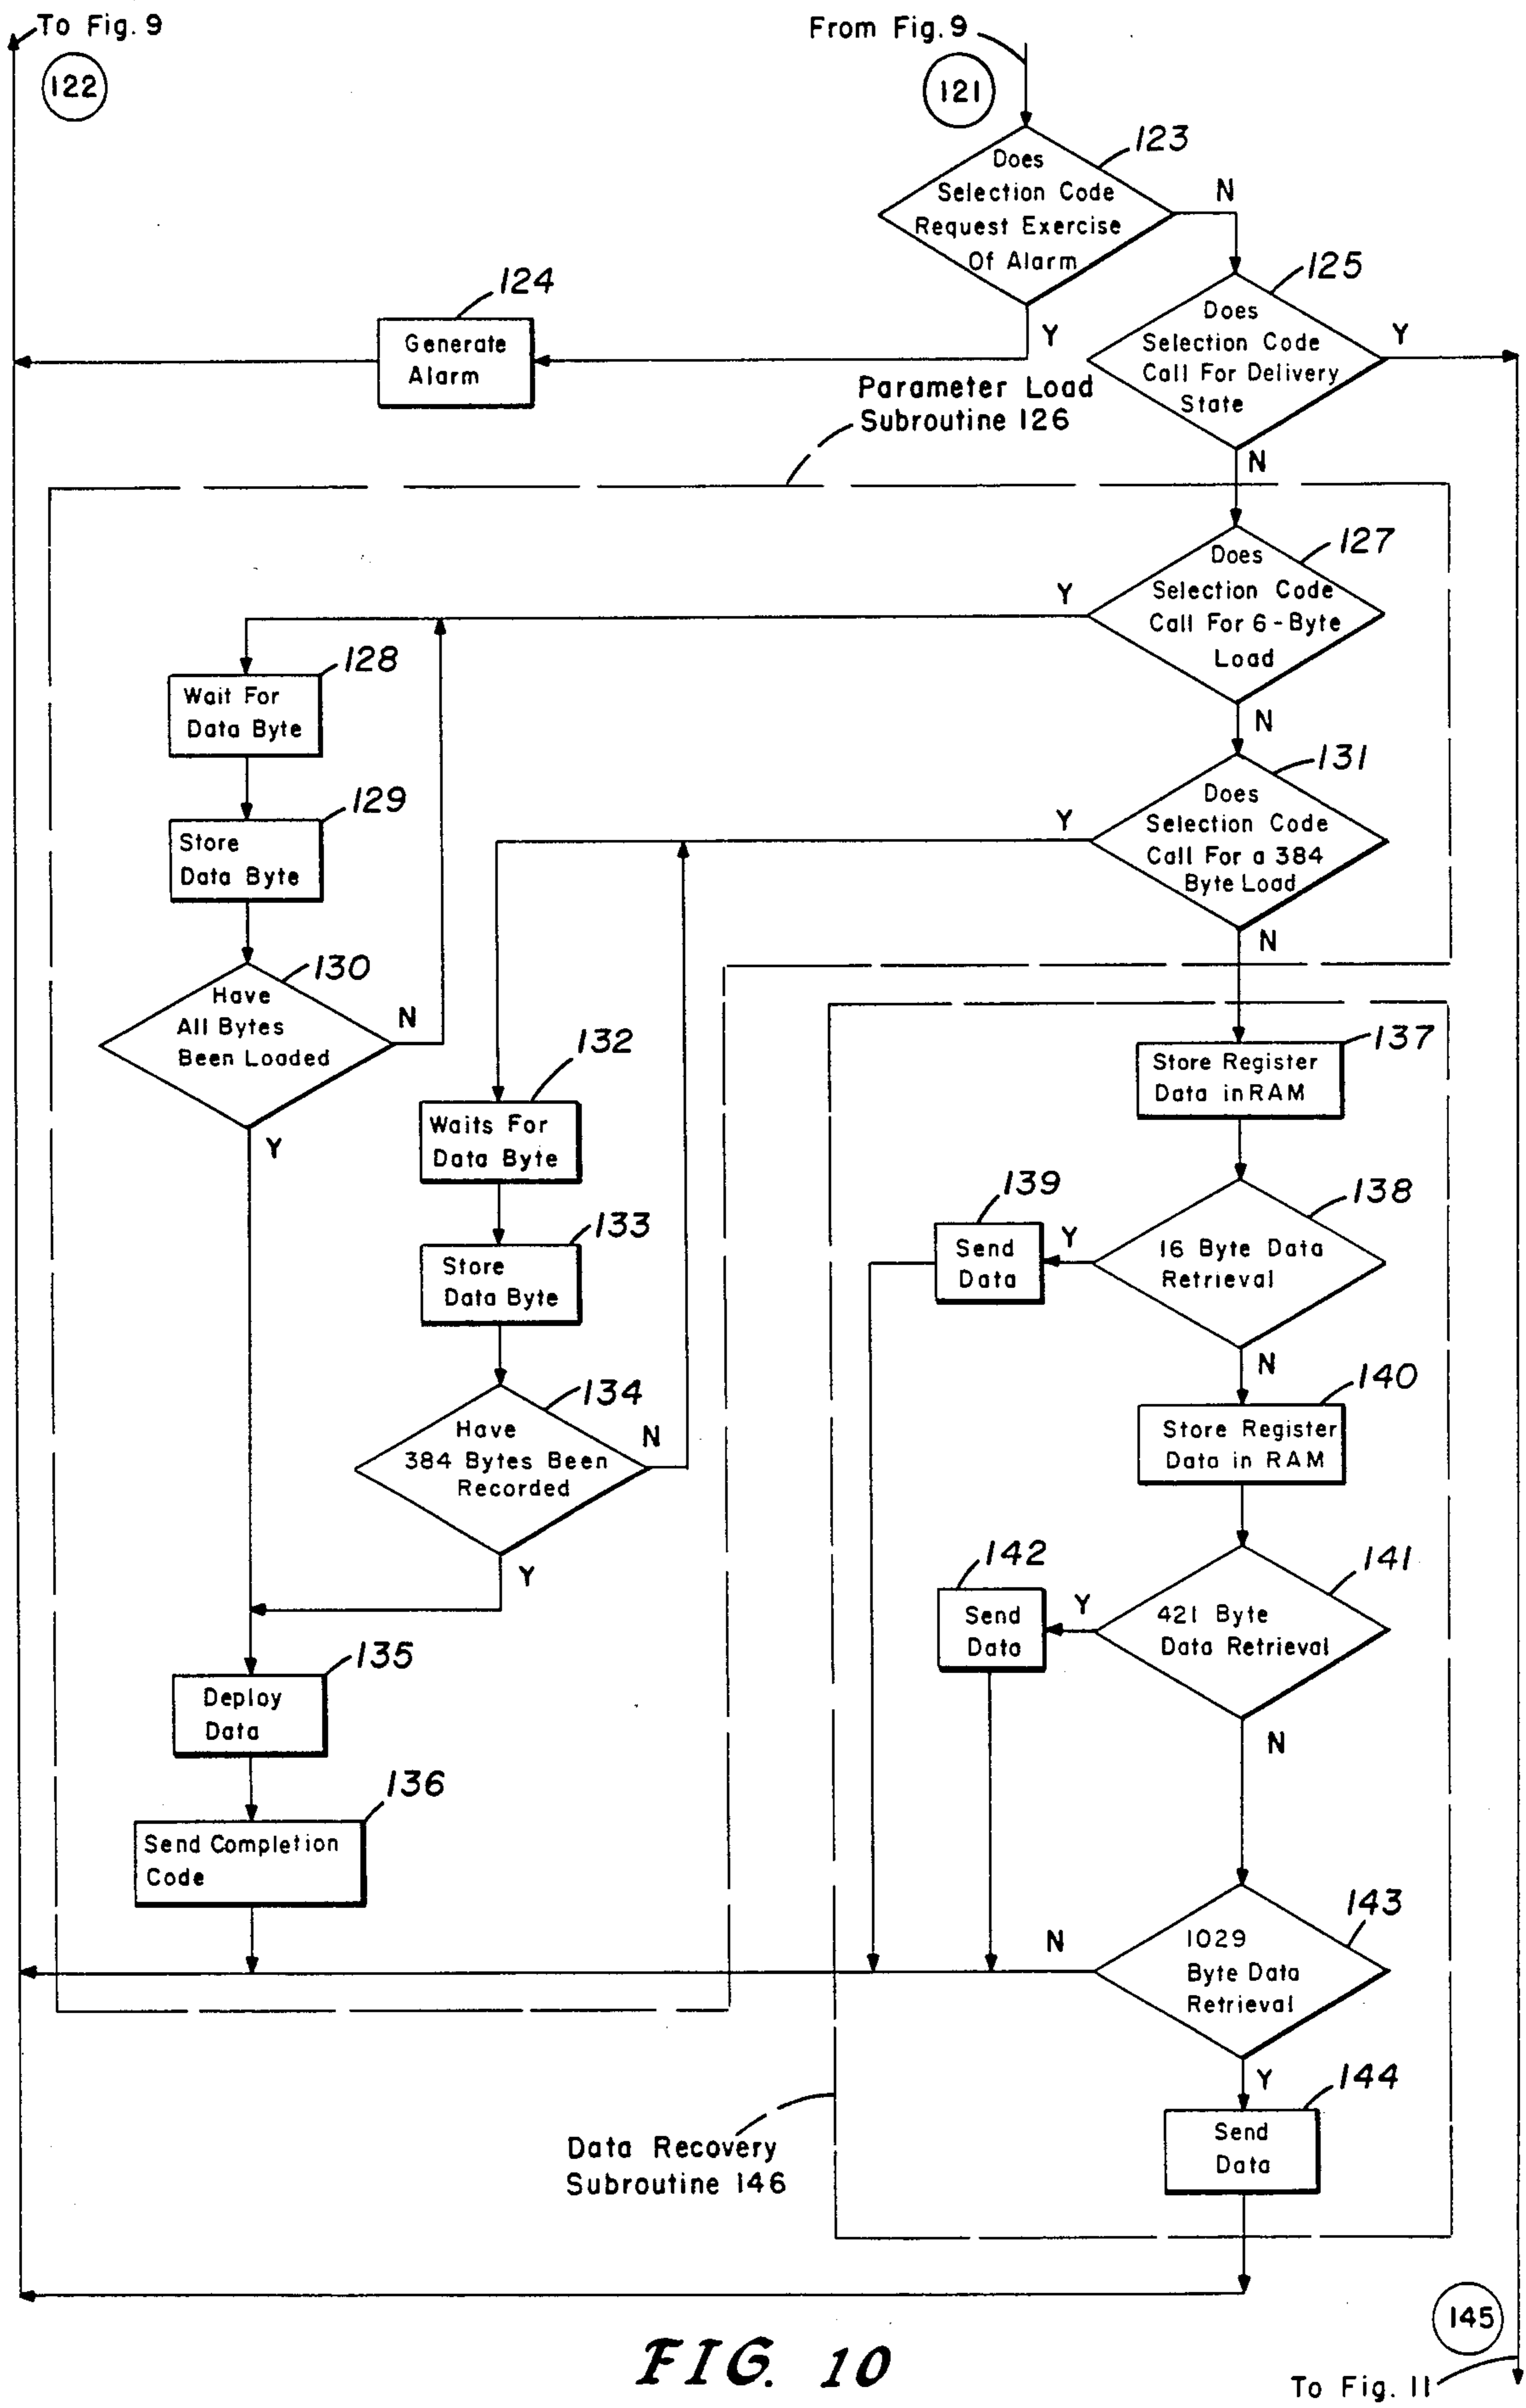 To Fig. 9
122
From Fig. 9
121
123
Does
Selection Code
Request Exercise
Of Alarm
N
Y
124
Generate
Alarm
125
Does
Selection Code
Call For Delivery
State
Y
N
Parameter Load
Subroutine 126
127
Does
Selection Code
Call For 6-Byte
Load
Y
N
128
Wait For
Data Byte
129
Store
Data Byte
130
Have
All Bytes
Been Loaded
N
Y
131
Does
Selection Code
Call For a 384
Byte Load
Y
N
132
Waits For
Data Byte
133
Store
Data Byte
134
Have
384 Bytes Been
Recorded
N
Y
135
Deploy
Data
136
Send Completion
Code
137
Store Register
Data in RAM
138
16 Byte Data
Retrieval
Y
N
139
Send
Data
140
Store Register
Data in RAM
141
421 Byte
Data Retrieval
Y
N
142
Send
Data
143
1029
Byte Data
Retrieval
N
Y
144
Send
Data
Data Recovery
Subroutine 146
145
To Fig. 11
FIG. 10